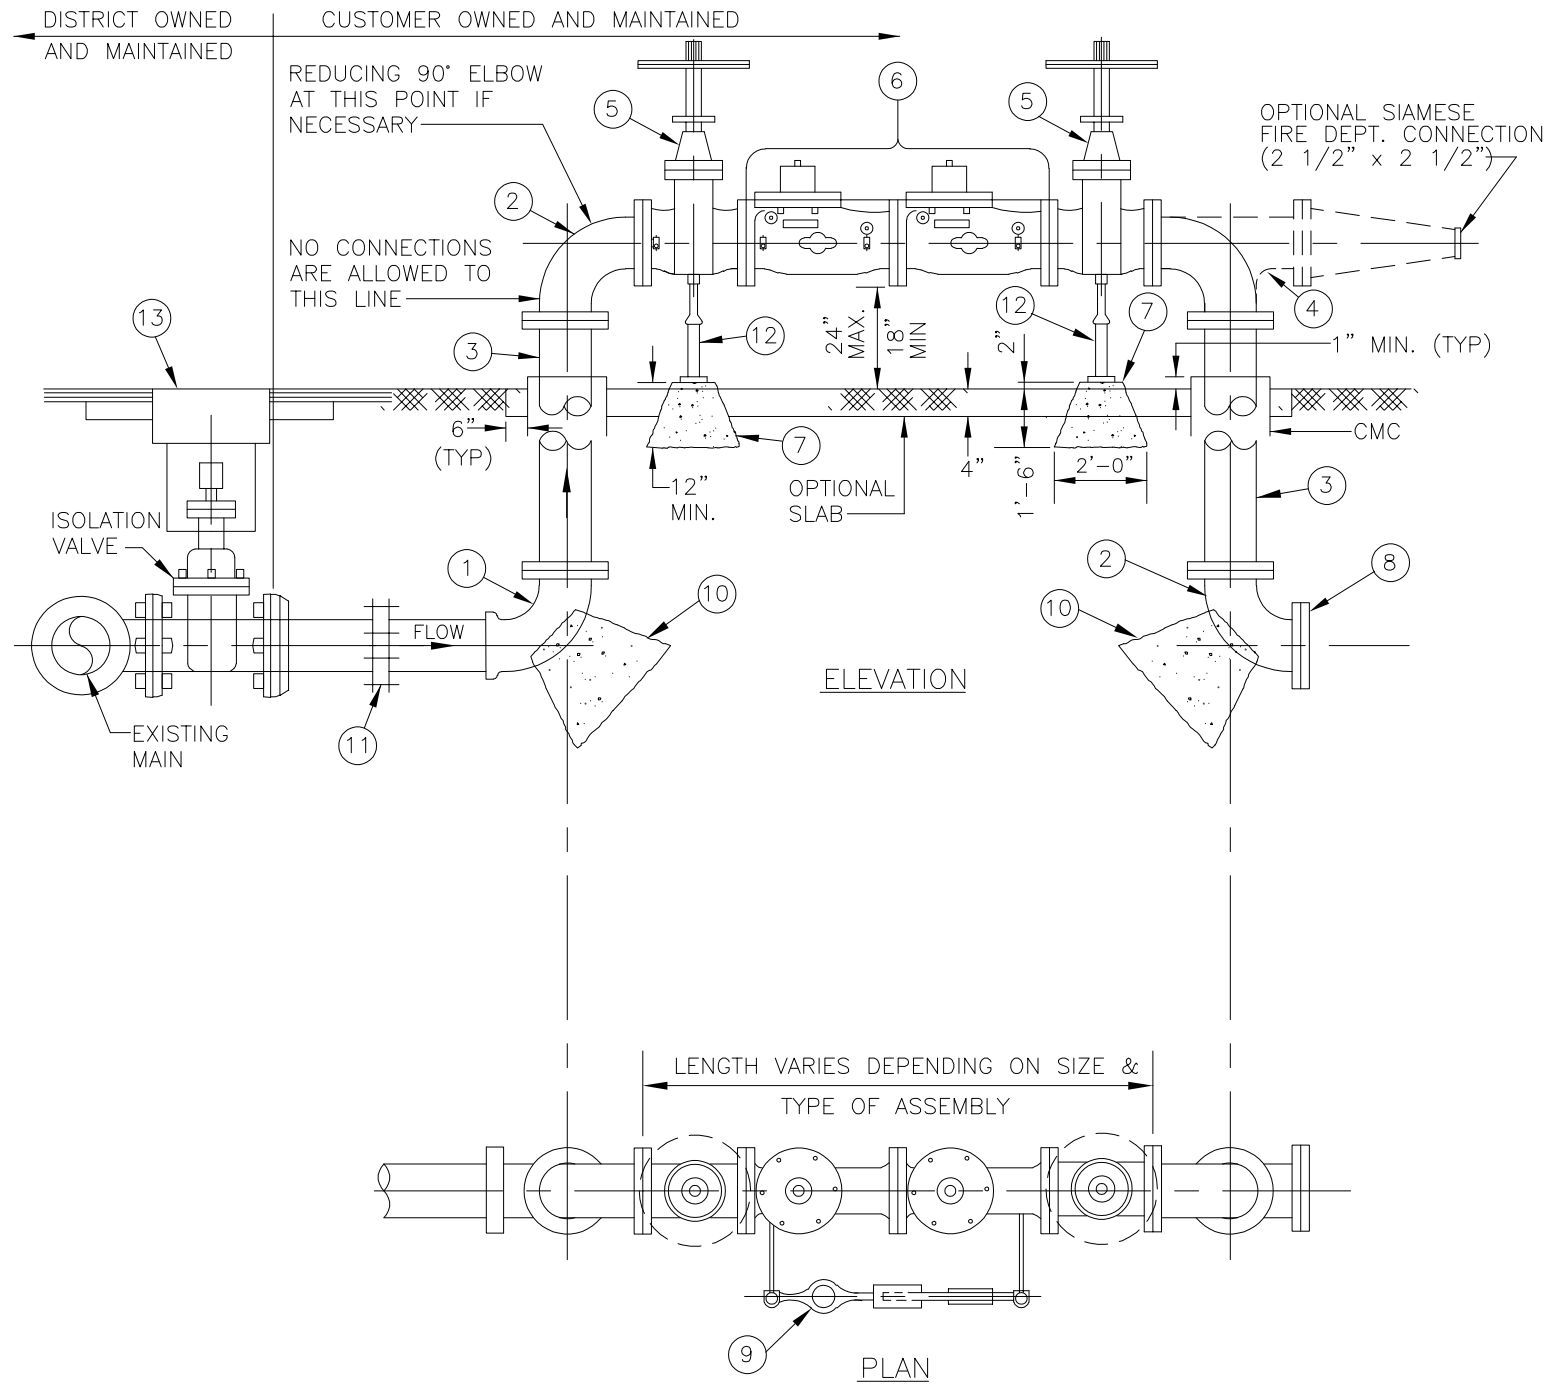 DISTRICT OWNED
AND MAINTAINED
CUSTOMER OWNED AND MAINTAINED
REDUCING 90° ELBOW
AT THIS POINT IF
NECESSARY
5
6
5
OPTIONAL SIAMESE
FIRE DEPT. CONNECTION
(2 1/2" x 2 1/2")
2
NO CONNECTIONS
ARE ALLOWED TO
THIS LINE
13
3
12
24"
MAX.
18"
MIN
2"
12
7
4
1" MIN. (TYP)
6"
(TYP)
7
12"
MIN.
OPTIONAL
SLAB
4"
1'-6"
2'-0"
CMC
3
ISOLATION
VALVE
1
10
2
8
10
FLOW
ELEVATION
EXISTING
MAIN
11
LENGTH VARIES DEPENDING ON SIZE &
TYPE OF ASSEMBLY
9
PLAN